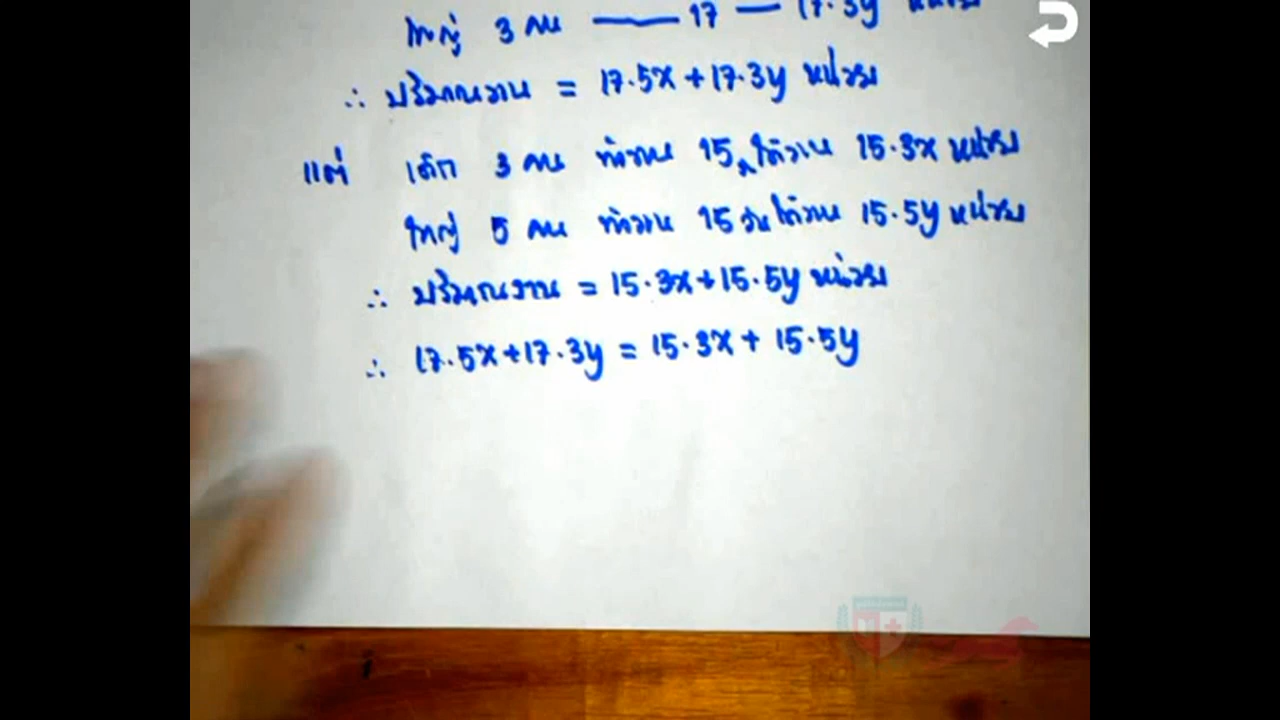 ใหญ่ 3 คน —— 17 — 17.3y หน่วย
∴ ปริมาณงาน = 17.5x + 17.3y หน่วย
แต่ เด็ก 3 คน ทำงาน 15 ได้งาน 15.3x หน่วย
ใหญ่ 5 คน ทำงาน 15 วันได้งาน 15.5y หน่วย
∴ ปริมาณงาน = 15.3x + 15.5y หน่วย
∴ 17.5x + 17.3y = 15.3x + 15.5y